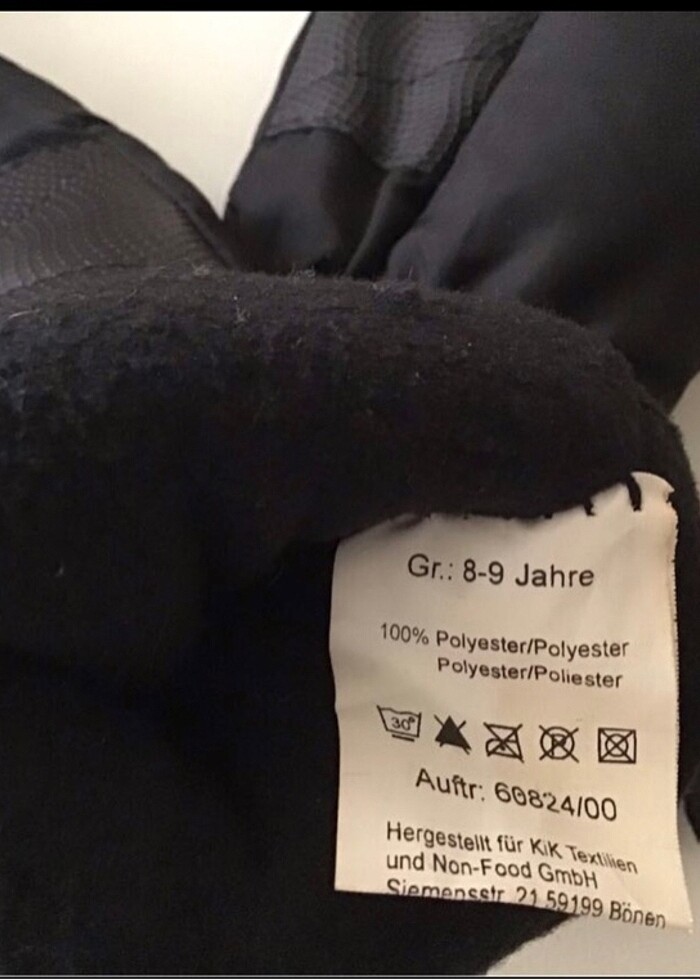 Gr.: 8-9 Jahre
100% Polyester/Polyester
Polyester/Poliester
30°
P
Auftr: 60824/00
Hergestellt für KiK Textilien
und Non-Food GmbH
Siemensstr. 21 59199 Bönen